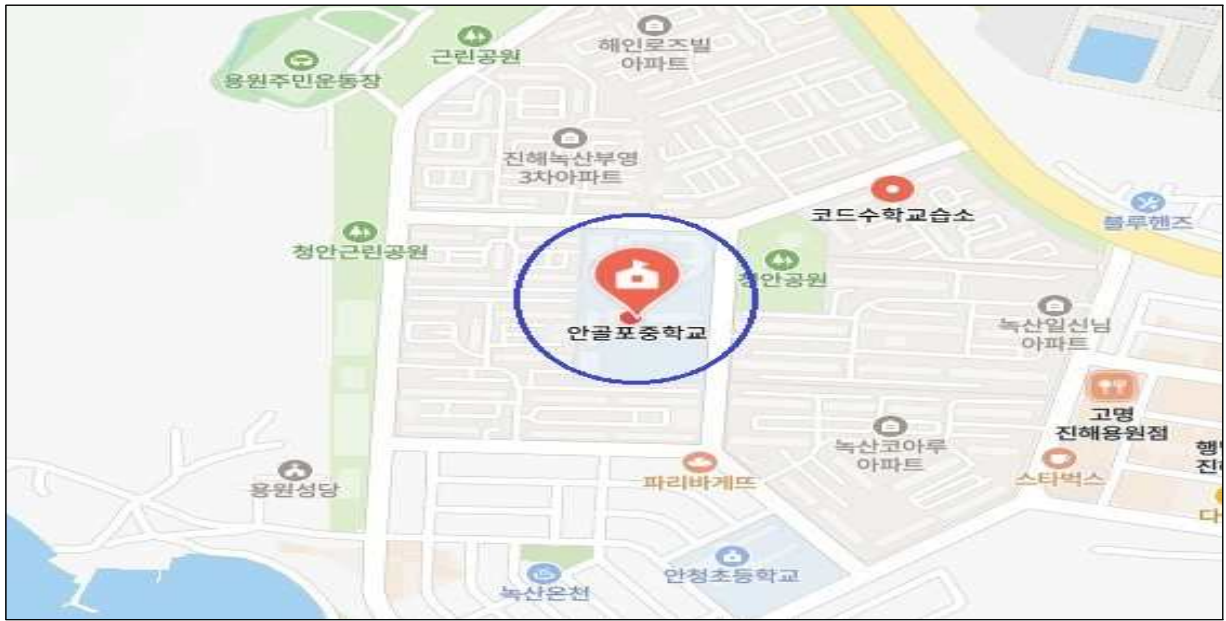 근린공원
해인로즈빌
아파트
용원주민운동장
진해녹산부영
3차아파트
코드수학교습소
블루핸즈
청안근린공원
청안공원
안골포중학교
녹산일신님
아파트
고명
진해용원점
녹산코아루
아파트
용원성당
파리바게뜨
스타벅스
안청초등학교
녹산온천